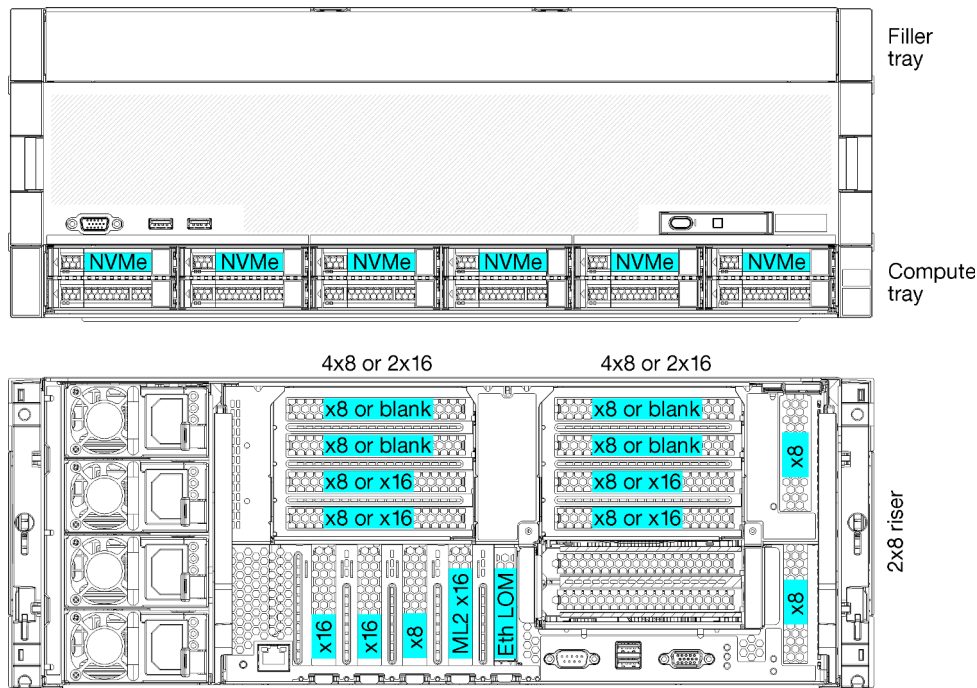 Filler
tray
NVMe NVMe NVMe NVMe NVMe NVMe
Compute
tray
4x8 or 2x16 4x8 or 2x16
x8 or blank x8 or blank
x8 or blank x8 or blank
x8 or x16 x8 or x16
x8 or x16 x8 or x16
x8
2x8 riser
x16 x16 x8 ML2 x16 Eth LOM x8